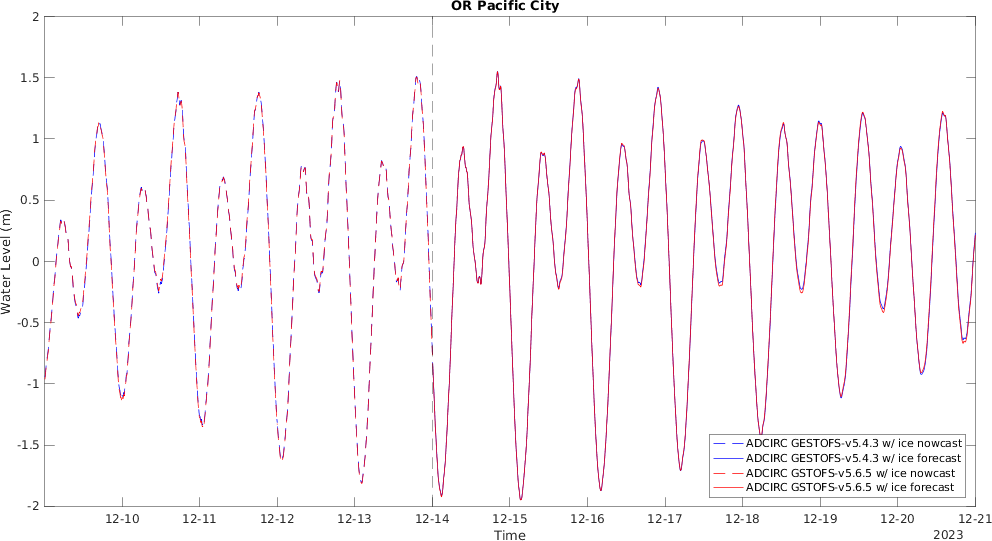 OR Pacific City
2
1.5
1
0.5
0
-0.5
-1
-1.5
-2
Water Level (m)
ADCIRC GESTOFS-v5.4.3 w/ ice nowcast
ADCIRC GESTOFS-v5.4.3 w/ ice forecast
ADCIRC GSTOFS-v5.6.5 w/ ice nowcast
ADCIRC GSTOFS-v5.6.5 w/ ice forecast
12-10 12-11 12-12 12-13 12-14 12-15 12-16 12-17 12-18 12-19 12-20 12-21
Time
2023